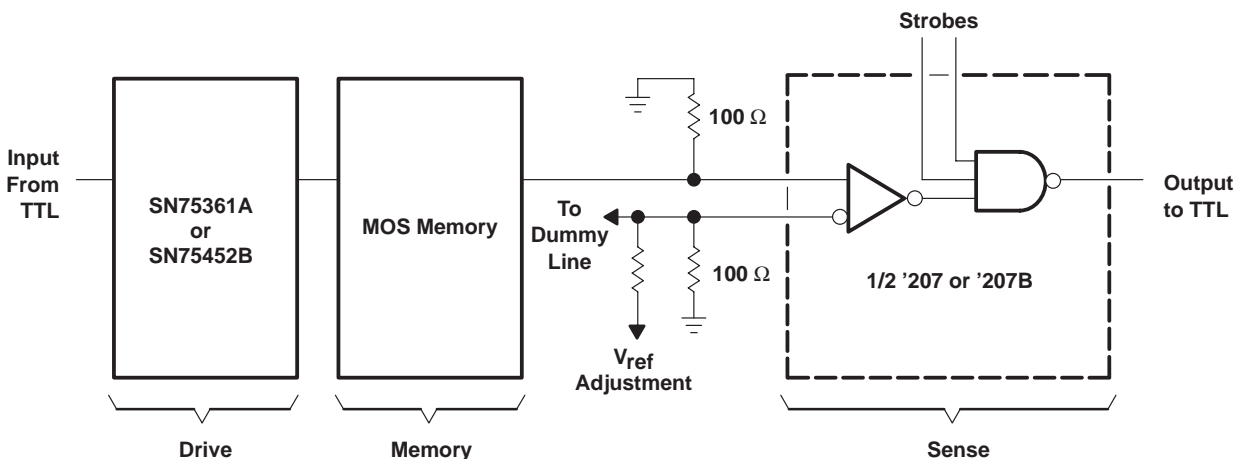 Strobes
100 Ω
Input
From
TTL
SN75361A
or
SN75452B
MOS Memory
To
Dummy
Line
Output
to TTL
100 Ω
1/2 ’207 or ’207B
Vref
Adjustment
Drive
Memory
Sense